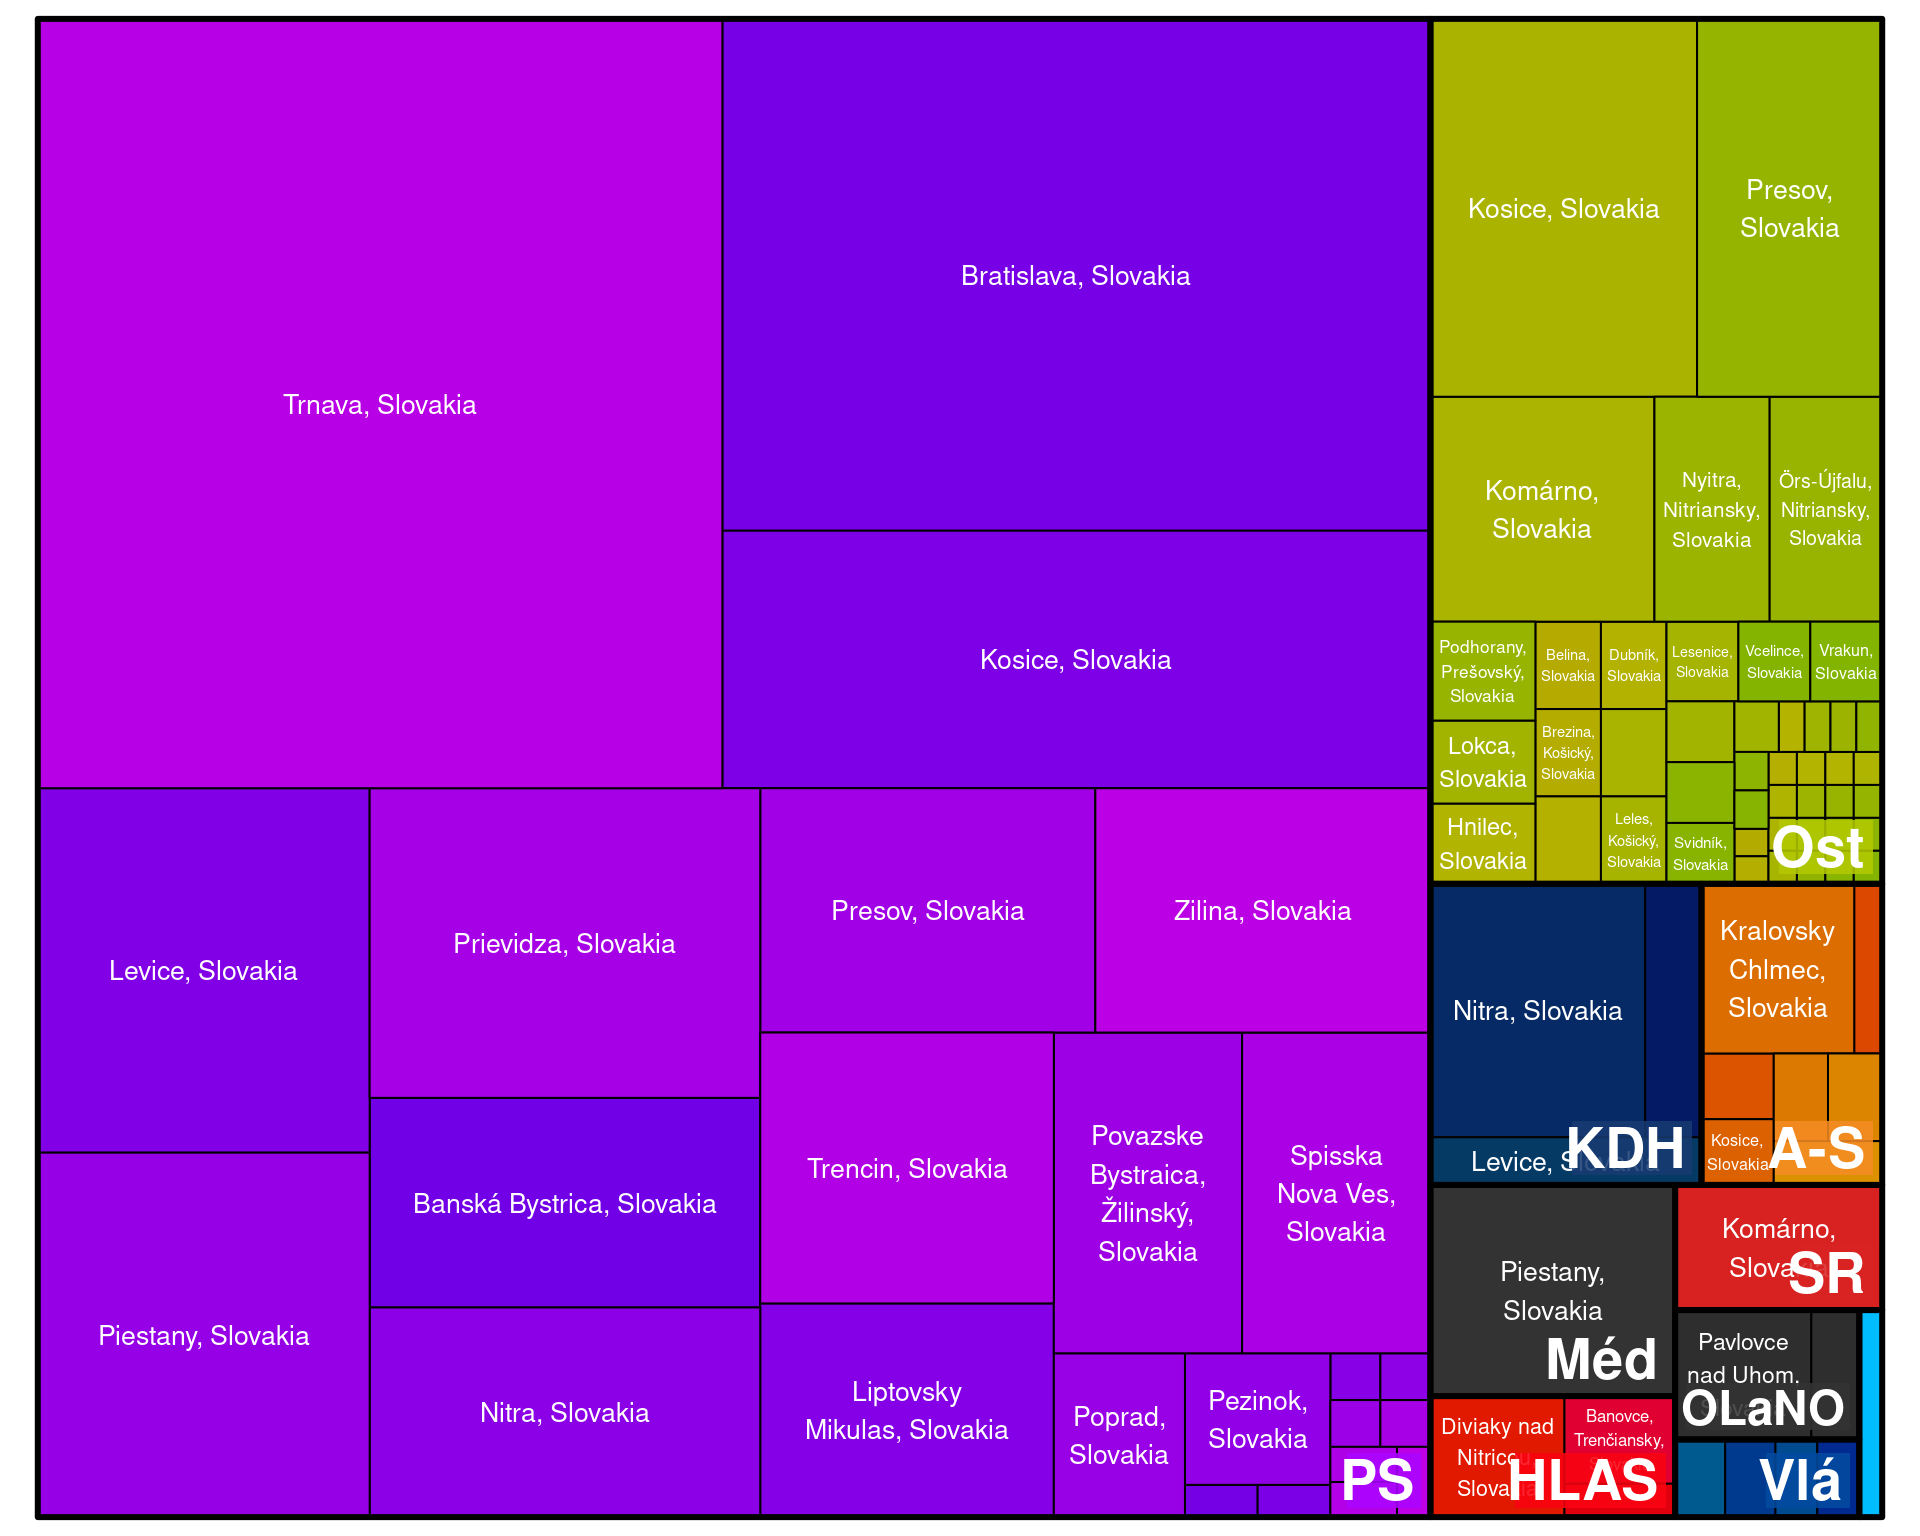 Trnava, Slovakia
Bratislava, Slovakia
Kosice, Slovakia
Levice, Slovakia
Piestany, Slovakia
Prievidza, Slovakia
Banská Bystrica, Slovakia
Nitra, Slovakia
Presov, Slovakia
Zilina, Slovakia
Trencin, Slovakia
Liptovsky
Mikulas, Slovakia
Povazske
Bystraica,
Žilinský,
Slovakia
Spisska
Nova Ves,
Slovakia
Poprad,
Slovakia
Pezinok,
Slovakia
PS
Kosice, Slovakia
Presov,
Slovakia
Komárno,
Slovakia
Nyitra,
Nitriansky,
Slovakia
Örs-Újfalu,
Nitriansky,
Slovakia
Podhorany,
Prešovský,
Slovakia
Lokca,
Slovakia
Hnilec,
Slovakia
Belina,
Slovakia
Dubník,
Slovakia
Brezina,
Košický,
Slovakia
Leles,
Košický,
Slovakia
Lesenice,
Slovakia
Vcelince,
Slovakia
Vrakun,
Slovakia
Svidník,
Slovakia
Ost
Nitra, Slovakia
Levice, Slovakia
KDH
Kralovsky
Chlmec,
Slovakia
Kosice,
Slovakia
A-S
Piestany,
Slovakia
Méd
Komárno,
Slovakia
SR
Pavlovce
nad Uhom.
OLaNO
Diviaky nad
Nitricou,
Slovakia
Banovce,
Trenčiansky,
HLAS
Vlá